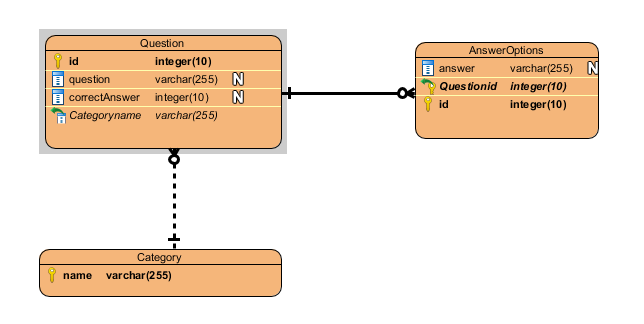 Question
id integer(10)
question varchar(255) N
correctAnswer integer(10) N
Categoryname varchar(255)
AnswerOptions
answer varchar(255) N
Questionid integer(10)
id integer(10)
Category
name varchar(255)